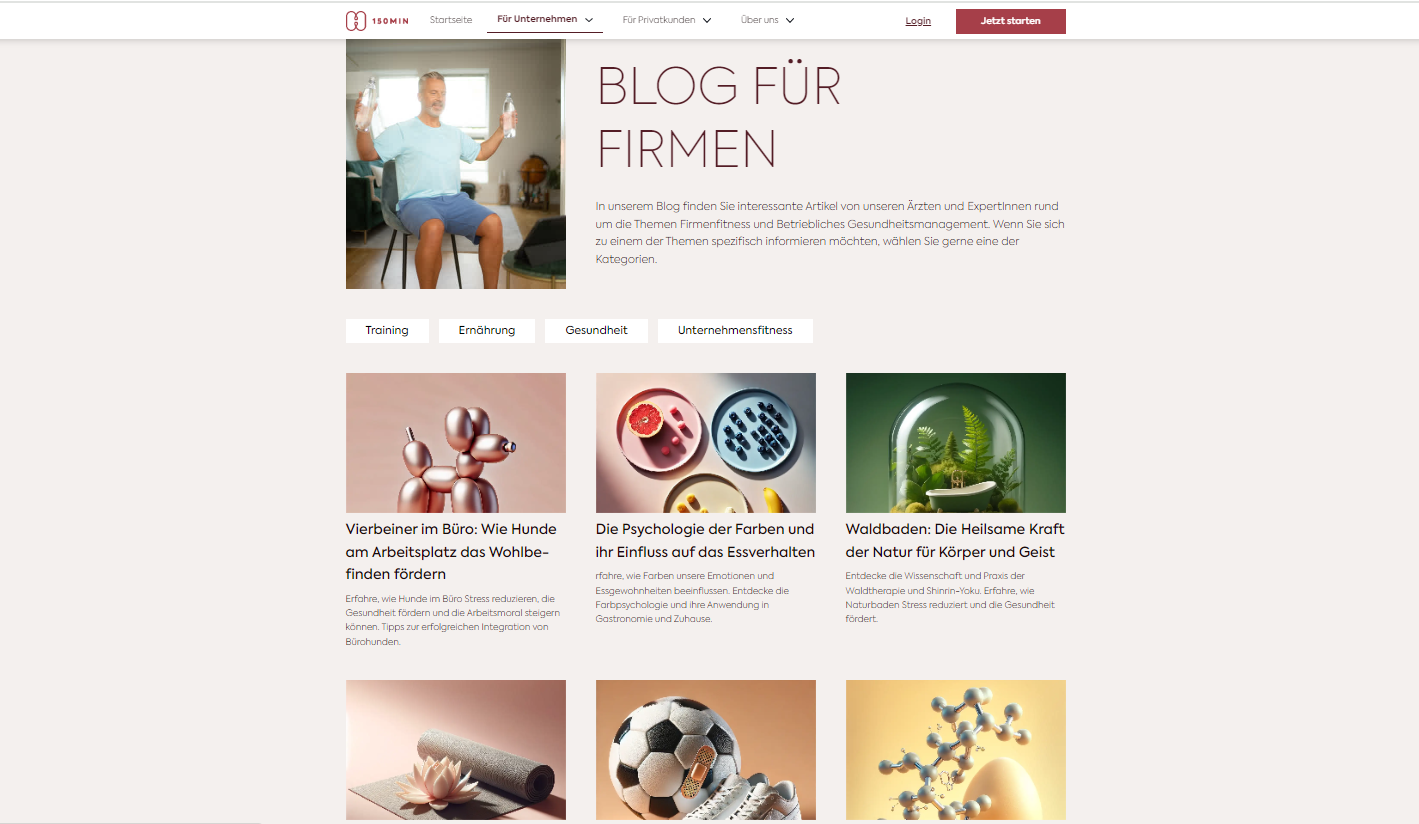 150MIN Startseite Für Unternehmen Für Privatkunden Über uns Login Jetzt starten
BLOG FÜR
FIRMEN
In unserem Blog finden Sie interessante Artikel von unseren Ärzten und ExpertInnen rund
um die Themen Firmenfitness und Betriebliches Gesundheitsmanagement. Wenn Sie sich
zu einem der Themen spezifisch informieren möchten, wählen Sie gerne eine der
Kategorien.
Training Ernährung Gesundheit Unternehmensfitness
Vierbeiner im Büro: Wie Hunde
am Arbeitsplatz das Wohlbe-
finden fördern
Erfahre, wie Hunde im Büro Stress reduzieren, die
Gesundheit fördern und die Arbeitsmoral steigern
können. Tipps zur erfolgreichen Integration von
Bürohunden.
Die Psychologie der Farben und
ihr Einfluss auf das Essverhalten
rfahre, wie Farben unsere Emotionen und
Essgewohnheiten beeinflussen. Entdecke die
Farbpsychologie und ihre Anwendung in
Gastronomie und Zuhause.
Waldbaden: Die Heilsame Kraft
der Natur für Körper und Geist
Entdecke die Wissenschaft und Praxis der
Waldtherapie und Shinrin-Yoku. Erfahre, wie
Naturbaden Stress reduziert und die Gesundheit
fördert.